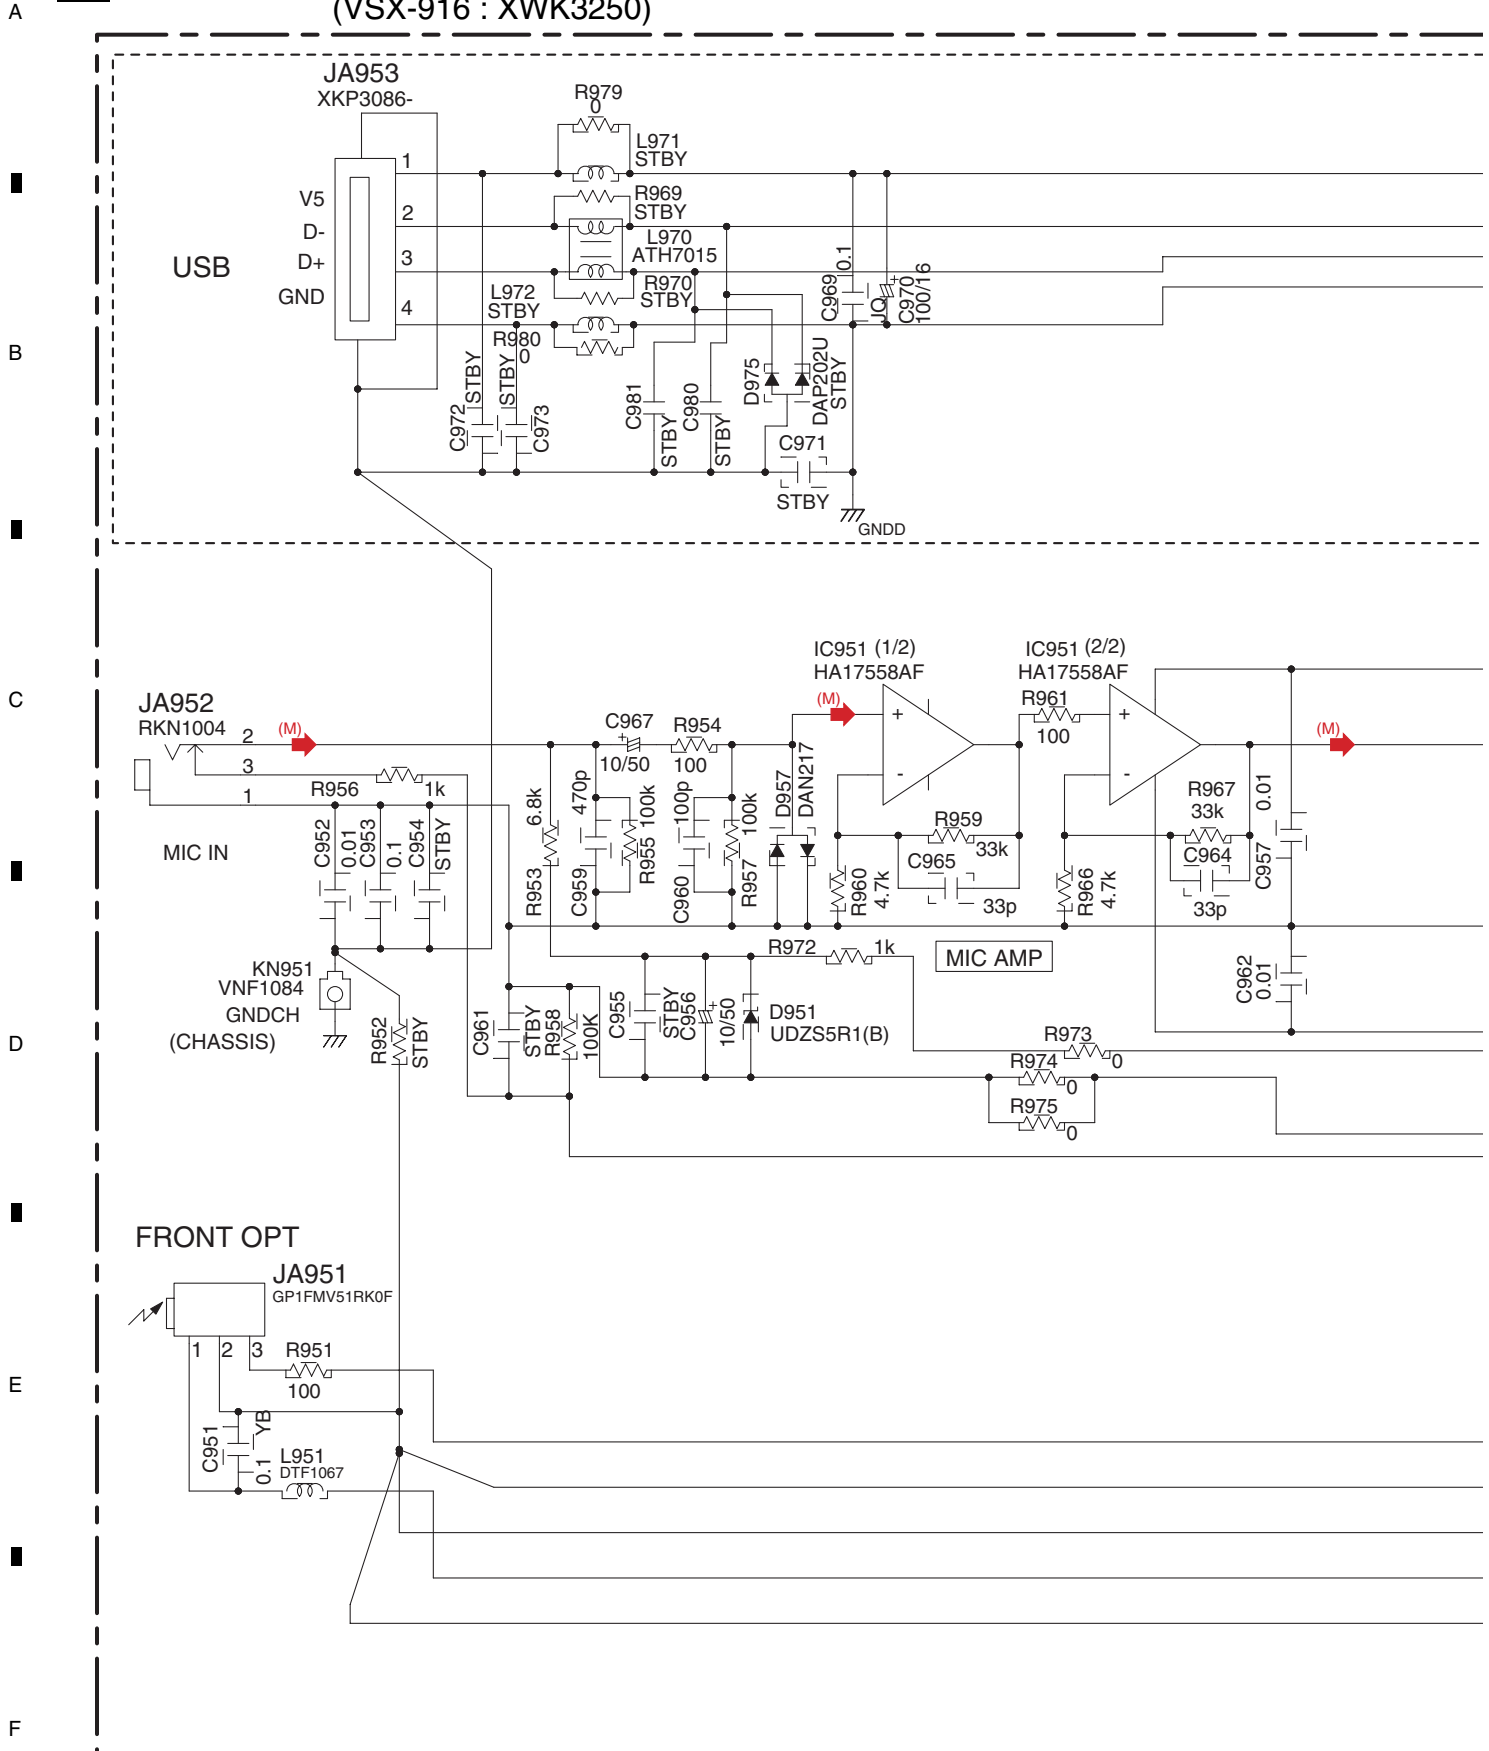 (VSX-916 : XWK3250)
A
JA953
XKP3086-
R979
0
1
L971
STBY
V5
R969
STBY
2
D-
L970
ATH7015
USB
D+
3
R970
STBY
GND
L972
STBY
4
R980
0
C969
0.1
JQ
C970
100/16
+
B
C972
STBY
STBY
C973
C981
STBY
C980
STBY
D975
DAP202U
STBY
C971
STBY
GNDD
IC951 (1/2)
HA17558AF
IC951 (2/2)
HA17558AF
C
JA952
RKN1004
2
(M)
3
1
R956
1k
C967
+
10/50
R954
100
(M)
+
-
R961
100
+
-
(M)
MIC IN
C952
0.01
C953
0.1
C954
STBY
R953
6.8k
C959
470p
R955
100k
C960
100p
R957
100k
D957
DAN217
R959
33k
C965
33p
R960
4.7k
R966
4.7k
R967
33k
C964
33p
C957
0.01
KN951
VNF1084
GNDCH
(CHASSIS)
R952
STBY
R972
1k
MIC AMP
C962
0.01
D
C961
STBY
R958
100K
C955
STBY
C956
+
10/50
D951
UDZS5R1(B)
R973
0
R974
0
R975
0
FRONT OPT
JA951
GP1FMV51RK0F
1
2
3
R951
100
E
C951
YB
0.1
L951
DTF1067
F